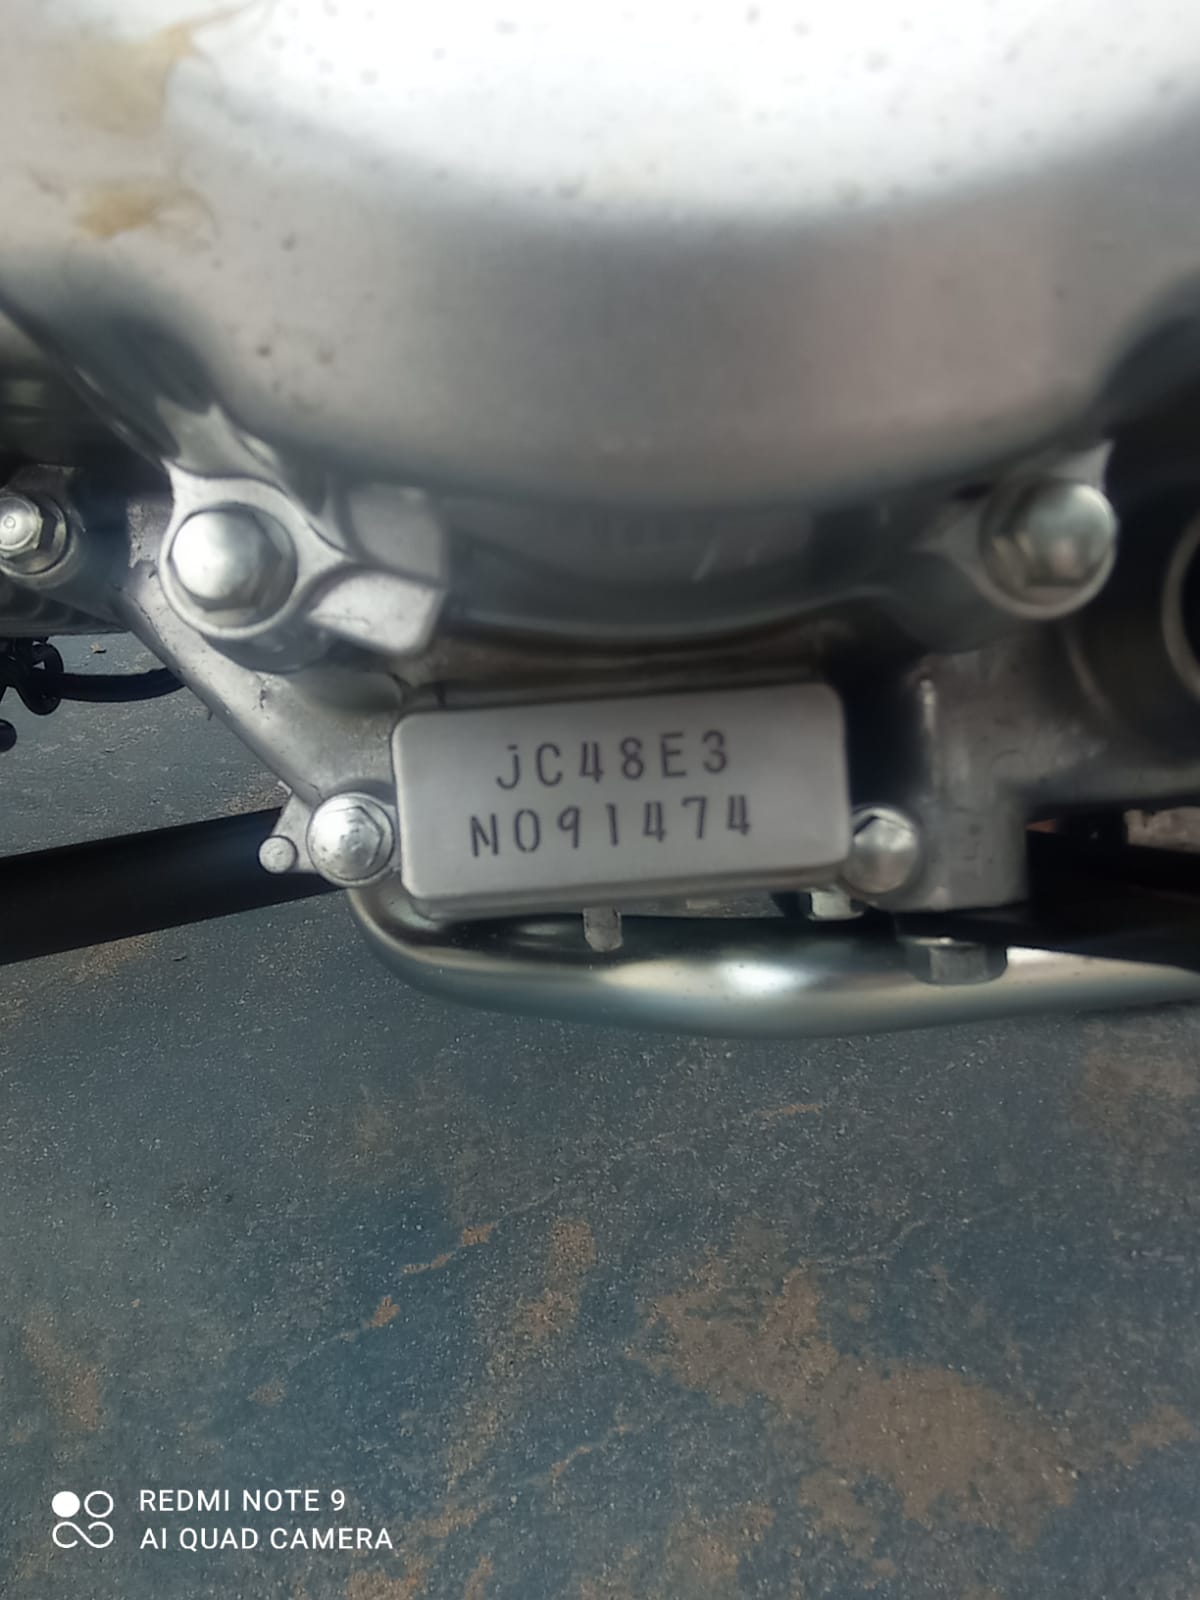 jC48E3
N091474
REDMI NOTE 9
AI QUAD CAMERA